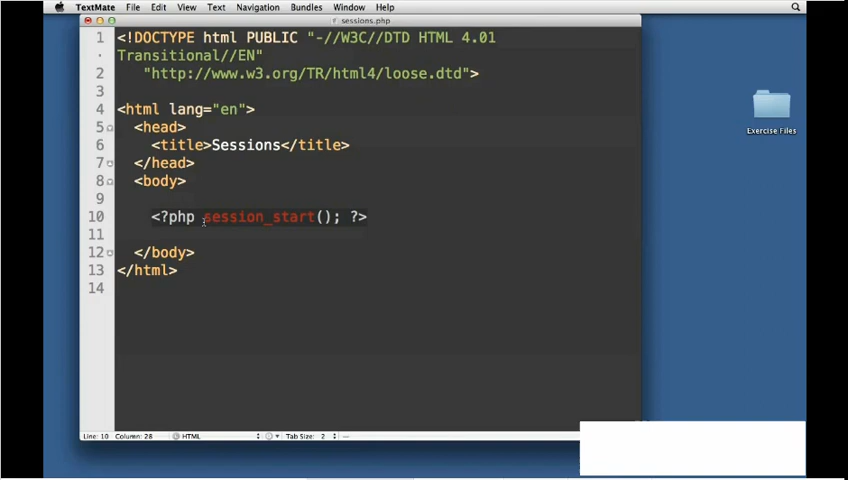 TextMate File Edit View Text Navigation Bundles Window Help
sessions.php
1 <!DOCTYPE html PUBLIC "-//W3C//DTD HTML 4.01
· Transitional//EN"
2 "http://www.w3.org/TR/html4/loose.dtd">
3
4 <html lang="en">
5 <head>
6 <title>Sessions</title>
7 </head>
8 <body>
9
10 <?php session_start(); ?>
11
12 </body>
13 </html>
14
Exercise Files
Line: 10 Column: 28 HTML Tab Size: 2 —